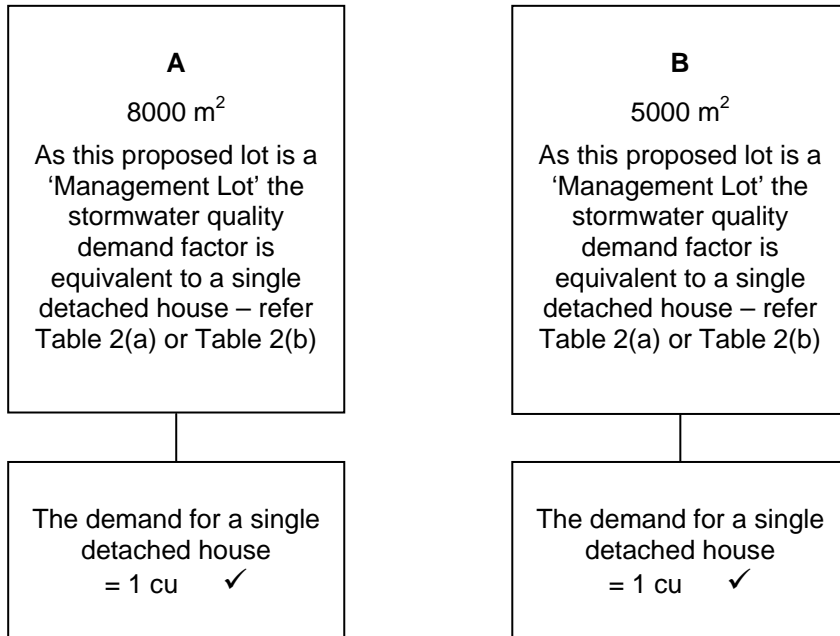 A
8000 m²
As this proposed lot is a
‘Management Lot’ the
stormwater quality
demand factor is
equivalent to a single
detached house – refer
Table 2(a) or Table 2(b)
The demand for a single
detached house
= 1 cu ✓
B
5000 m²
As this proposed lot is a
‘Management Lot’ the
stormwater quality
demand factor is
equivalent to a single
detached house – refer
Table 2(a) or Table 2(b)
The demand for a single
detached house
= 1 cu ✓